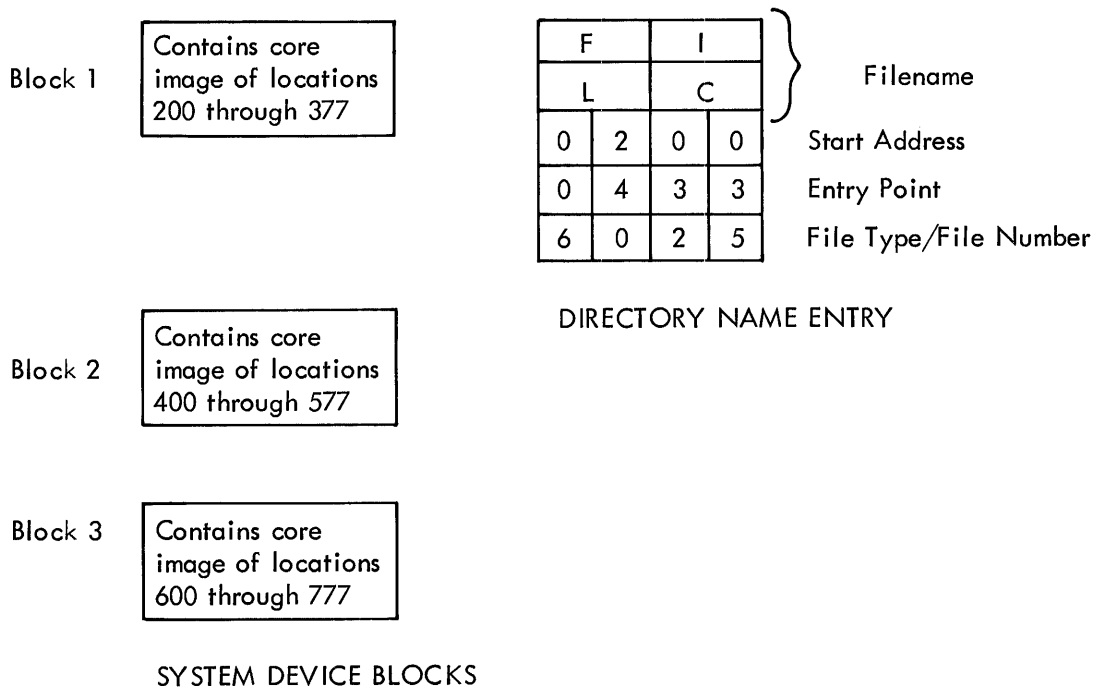 Block 1
Contains core
image of locations
200 through 377
F I
L C
Filename
0 2 0 0 Start Address
0 4 3 3 Entry Point
6 0 2 5 File Type/File Number
DIRECTORY NAME ENTRY
Block 2
Contains core
image of locations
400 through 577
Block 3
Contains core
image of locations
600 through 777
SYSTEM DEVICE BLOCKS